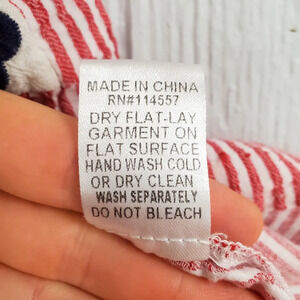 MADE IN CHINA
RN#114557
DRY FLAT-LAY
GARMENT ON
FLAT SURFACE
HAND WASH COLD
OR DRY CLEAN
WASH SEPARATELY
DO NOT BLEACH